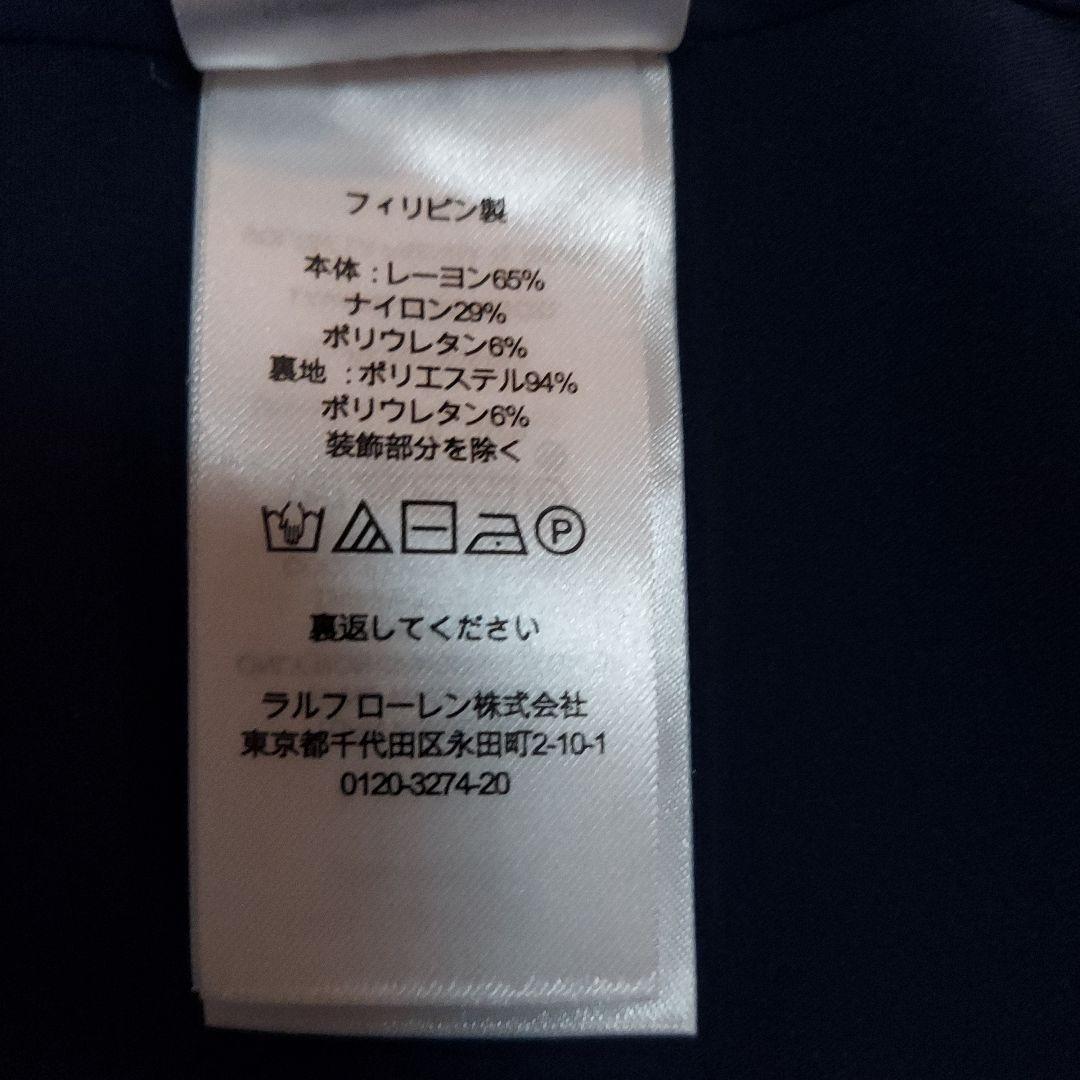 フィリピン製
本体 : レーヨン65%
ナイロン29%
ポリウレタン6%
裏地 : ポリエステル94%
ポリウレタン6%
装飾部分を除く
P
裏返してください
ラルフ ローレン株式会社
東京都千代田区永田町2-10-1
0120-3274-20